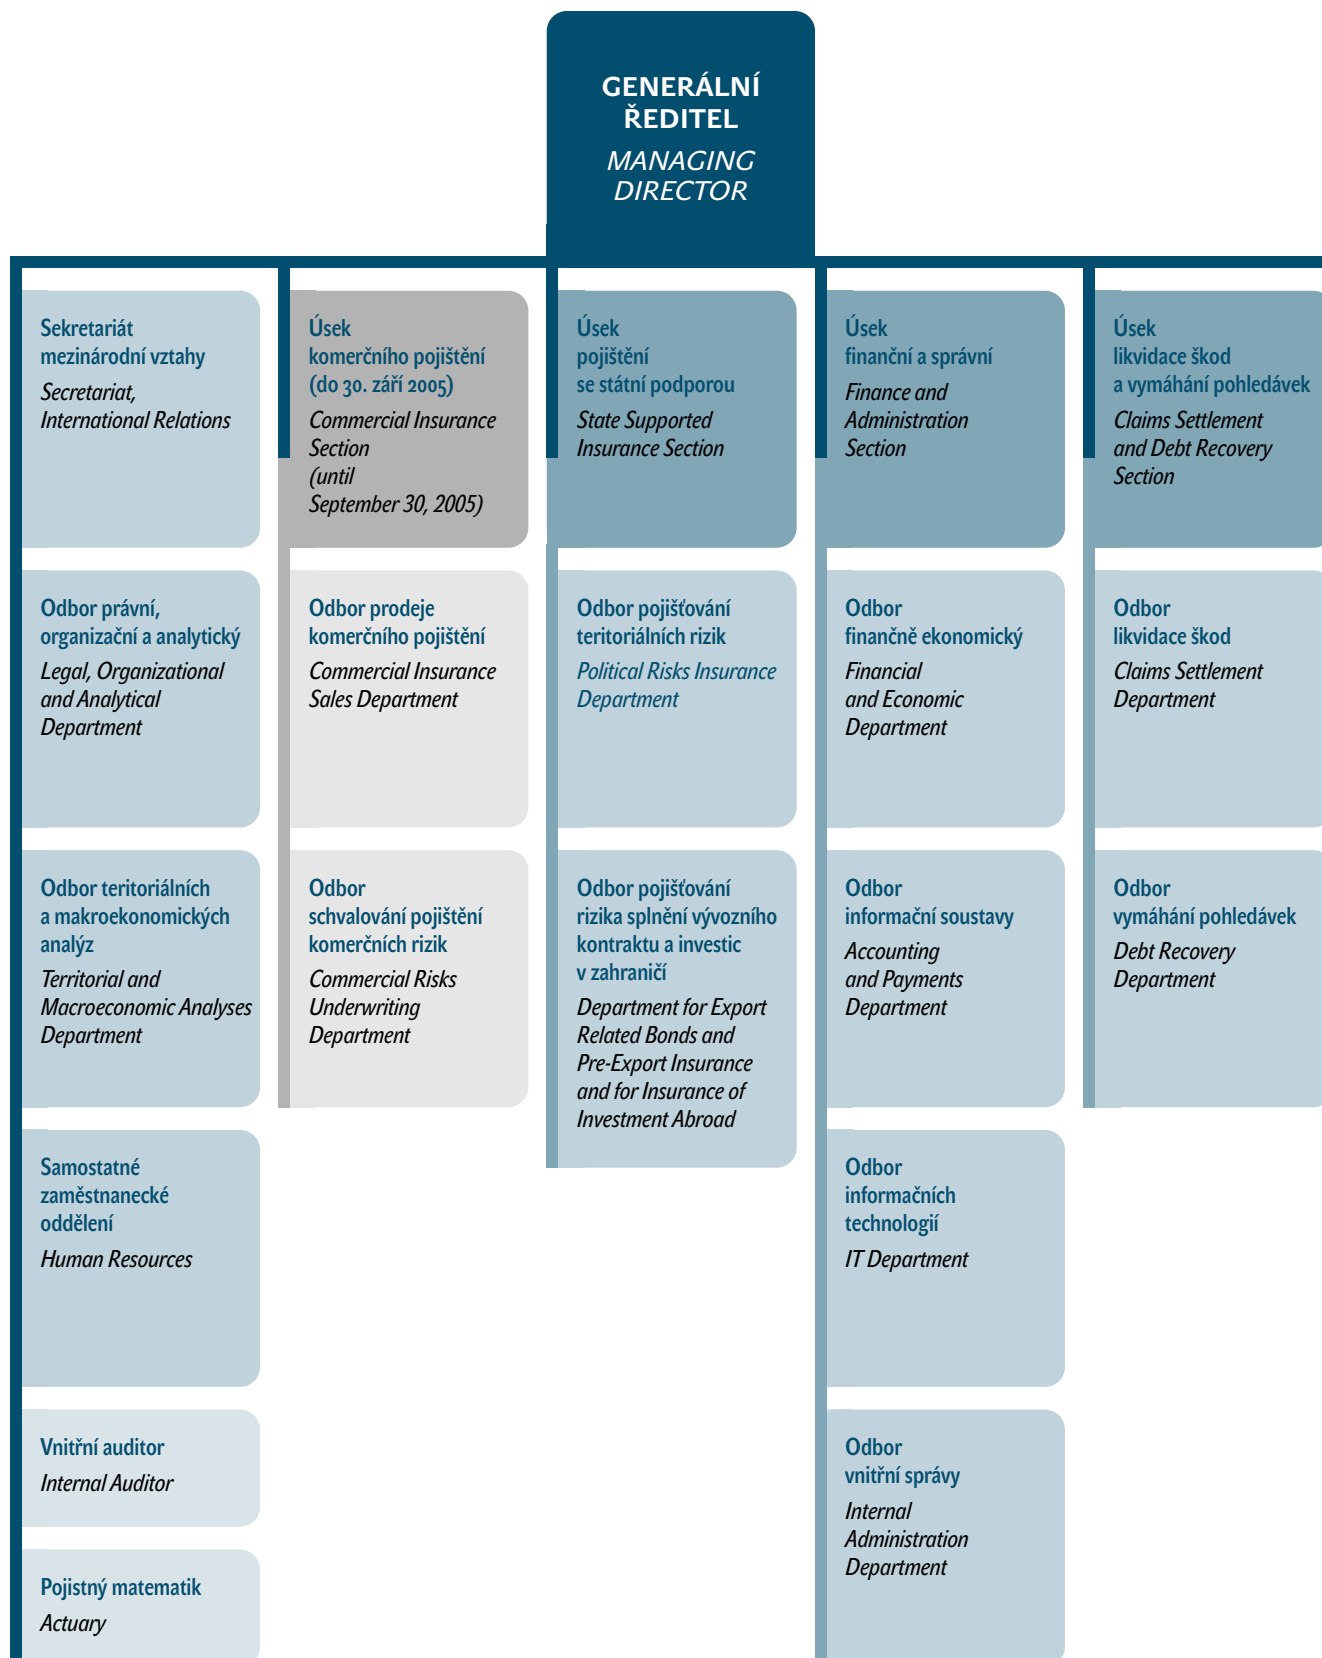 GENERÁLNÍ
ŘEDITEL
MANAGING
DIRECTOR
Sekretariát
mezinárodní vztahy
Secretariat,
International Relations
Odbor právní,
organizační a analytický
Legal, Organizational
and Analytical
Department
Odbor teritoriálních
a makroekonomických
analýz
Territorial and
Macroeconomic Analyses
Department
Samostatné
zaměstnanecké
oddělení
Human Resources
Vnitřní auditor
Internal Auditor
Pojistný matematik
Actuary
Úsek
komerčního pojištění
(do 30. září 2005)
Commercial Insurance
Section
(until
September 30, 2005)
Odbor prodeje
komerčního pojištění
Commercial Insurance
Sales Department
Odbor
schvalování pojištění
komerčních rizik
Commercial Risks
Underwriting
Department
Úsek
pojištění
se státní podporou
State Supported
Insurance Section
Odbor pojišťování
teritoriálních rizik
Political Risks Insurance
Department
Odbor pojišťování
rizika splnění vývozního
kontraktu a investic
v zahraničí
Department for Export
Related Bonds and
Pre-Export Insurance
and for Insurance of
Investment Abroad
Úsek
finanční a správní
Finance and
Administration
Section
Odbor
finančně ekonomický
Financial
and Economic
Department
Odbor
informační soustavy
Accounting
and Payments
Department
Odbor
informačních
technologií
IT Department
Odbor
vnitřní správy
Internal
Administration
Department
Úsek
likvidace škod
a vymáhání pohledávek
Claims Settlement
and Debt Recovery
Section
Odbor
likvidace škod
Claims Settlement
Department
Odbor
vymáhání pohledávek
Debt Recovery
Department